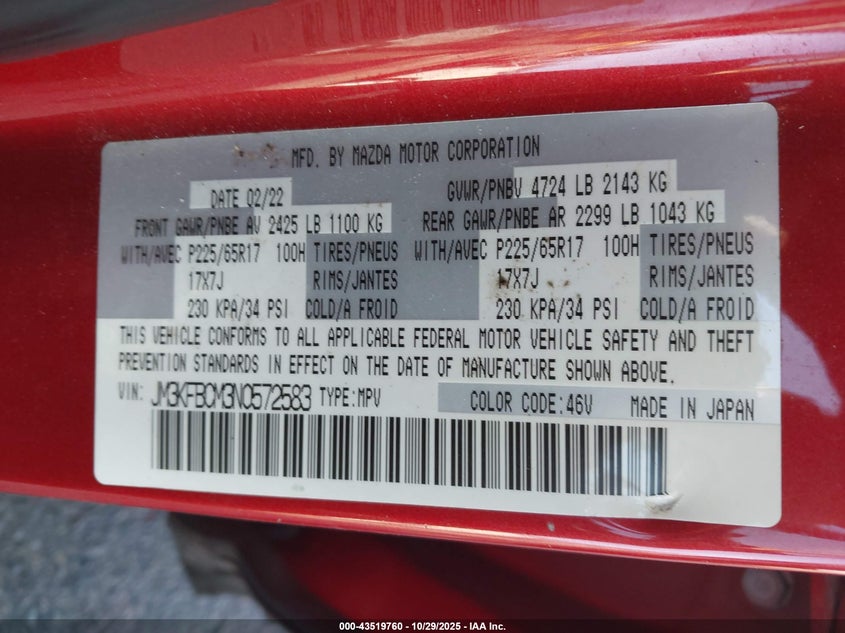 MFD. BY MAZDA MOTOR CORPORATION
DATE 02/22 GVWR/PNBV 4724 LB 2143 KG
FRONT GAWR/PNBE AV 2425 LB 1100 KG REAR GAWR/PNBE AR 2299 LB 1043 KG
WITH/AVEC P225/65R17 100H TIRES/PNEUS WITH/AVEC P225/65R17 100H TIRES/PNEUS
17X7J RIMS/JANTES 17X7J RIMS/JANTES
230 KPA/34 PSI COLD/A FROID 230 KPA/34 PSI COLD/A FROID
THIS VEHICLE CONFORMS TO ALL APPLICABLE FEDERAL MOTOR VEHICLE SAFETY AND THEFT
PREVENTION STANDARDS IN EFFECT ON THE DATE OF MANUFACTURE SHOWN ABOVE.
VIN: JM3KFBCM3N0572583 TYPE:MPV COLOR CODE:46V MADE IN JAPAN
000-43519760 - 10/29/2025 - IAA Inc.